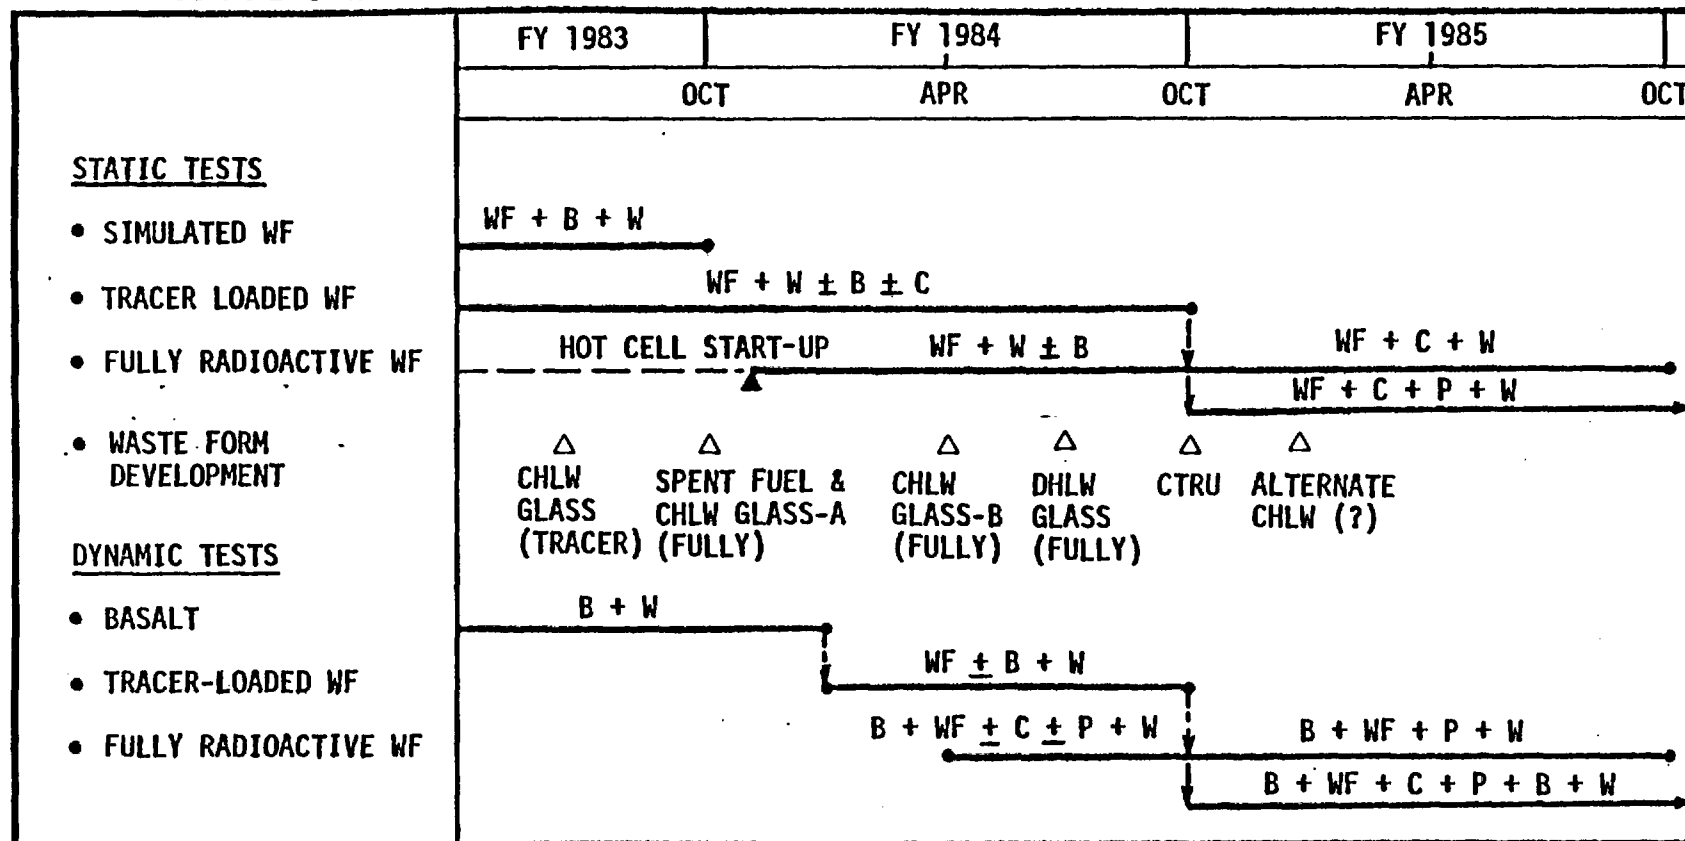 FY 1983 FY 1984 FY 1985
OCT APR OCT APR OCT
STATIC TESTS
• SIMULATED WF WF + B + W
• TRACER LOADED WF WF + W ± B ± C
• FULLY RADIOACTIVE WF HOT CELL START-UP WF + W ± B WF + C + W
WF + C + P + W
• WASTE FORM
DEVELOPMENT
CHLW
GLASS
(TRACER)
SPENT FUEL &
CHLW GLASS-A
(FULLY)
CHLW
GLASS-B
(FULLY)
DHLW
GLASS
(FULLY)
CTRU
ALTERNATE
CHLW (?)
DYNAMIC TESTS
• BASALT B + W
• TRACER-LOADED WF WF ± B + W
• FULLY RADIOACTIVE WF B + WF ± C ± P + W B + WF + P + W
B + WF + C + P + B + W